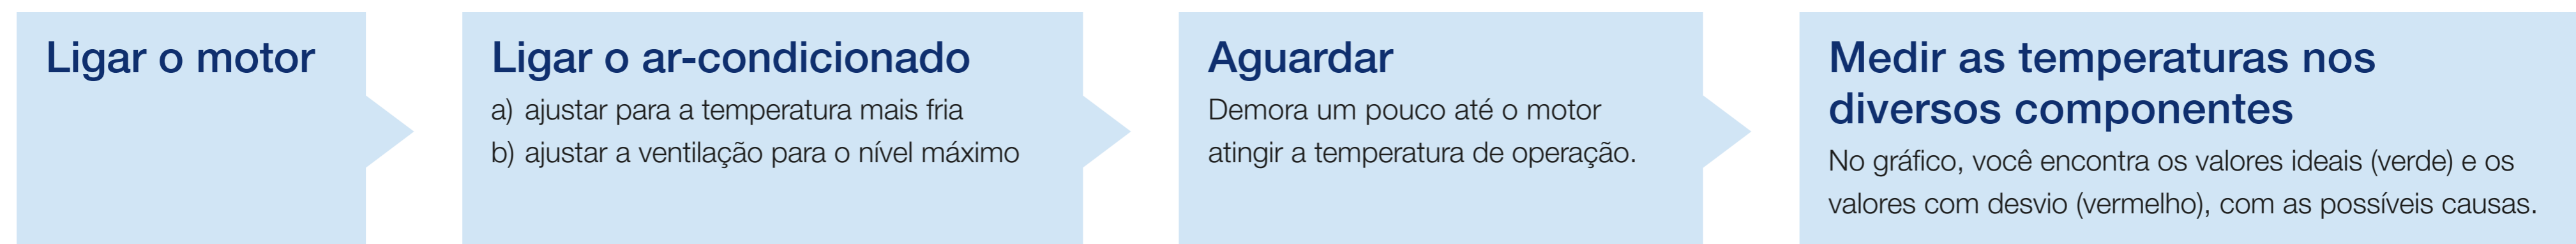 Ligar o motor
Ligar o ar-condicionado
a) ajustar para a temperatura mais fria
b) ajustar a ventilação para o nível máximo
Aguardar
Demora um pouco até o motor
atingir a temperatura de operação.
Medir as temperaturas nos
diversos componentes
No gráfico, você encontra os valores ideais (verde) e os
valores com desvio (vermelho), com as possíveis causas.